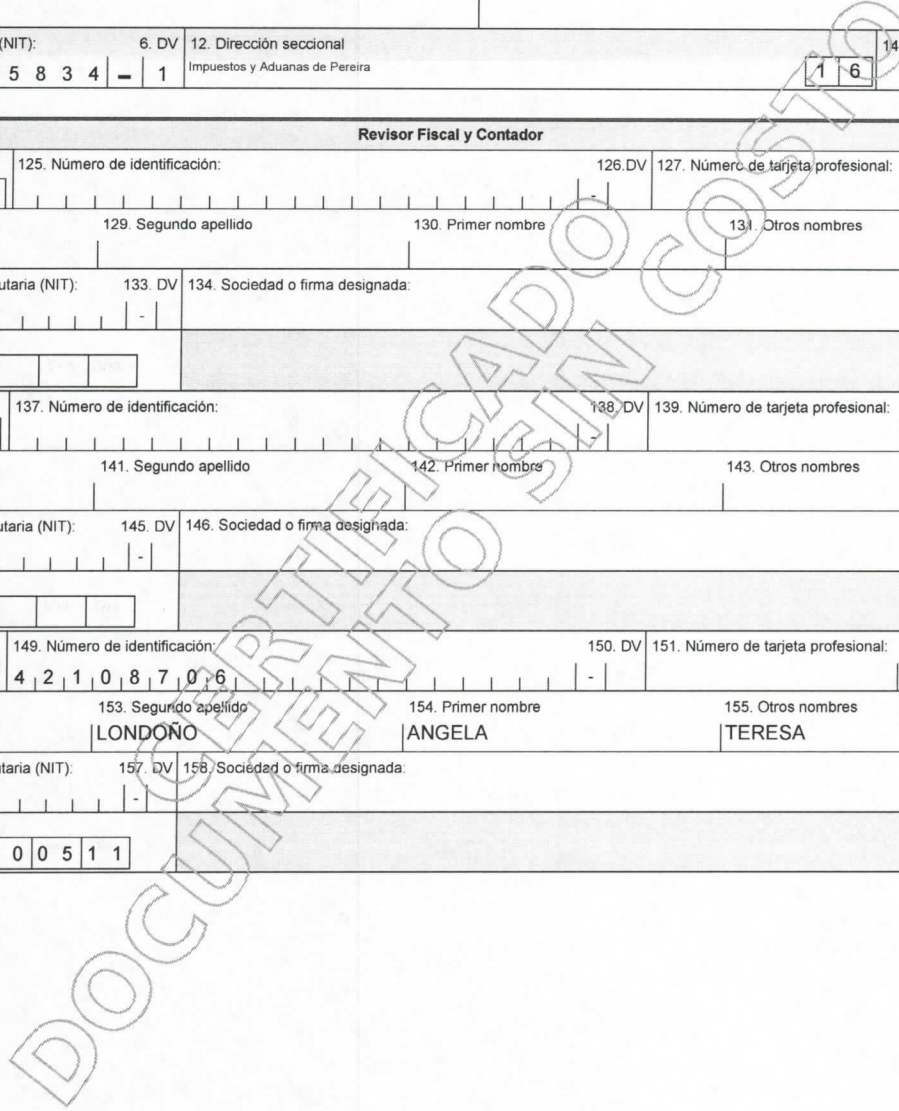 (NIT): 6. DV 12. Dirección seccional 14
5 8 3 4 - 1 Impuestos y Aduanas de Pereira 1 6
Revisor Fiscal y Contador
125. Número de identificación: 126.DV 127. Número de tarjeta profesional:
-
129. Segundo apellido 130. Primer nombre 131. Otros nombres
utaria (NIT): 133. DV 134. Sociedad o firma designada:
-
137. Número de identificación: 138. DV 139. Número de tarjeta profesional:
-
141. Segundo apellido 142. Primer nombre 143. Otros nombres
utaria (NIT): 145. DV 146. Sociedad o firma designada:
-
149. Número de identificación: 150. DV 151. Número de tarjeta profesional:
4 2 1 0 8 7 0 6 -
153. Segundo apellido 154. Primer nombre 155. Otros nombres
LONDOÑO ANGELA TERESA
utaria (NIT): 157. DV 158. Sociedad o firma designada:
-
0 0 5 1 1
CERTIFICADO
DOCUMENTO SIN COSTO